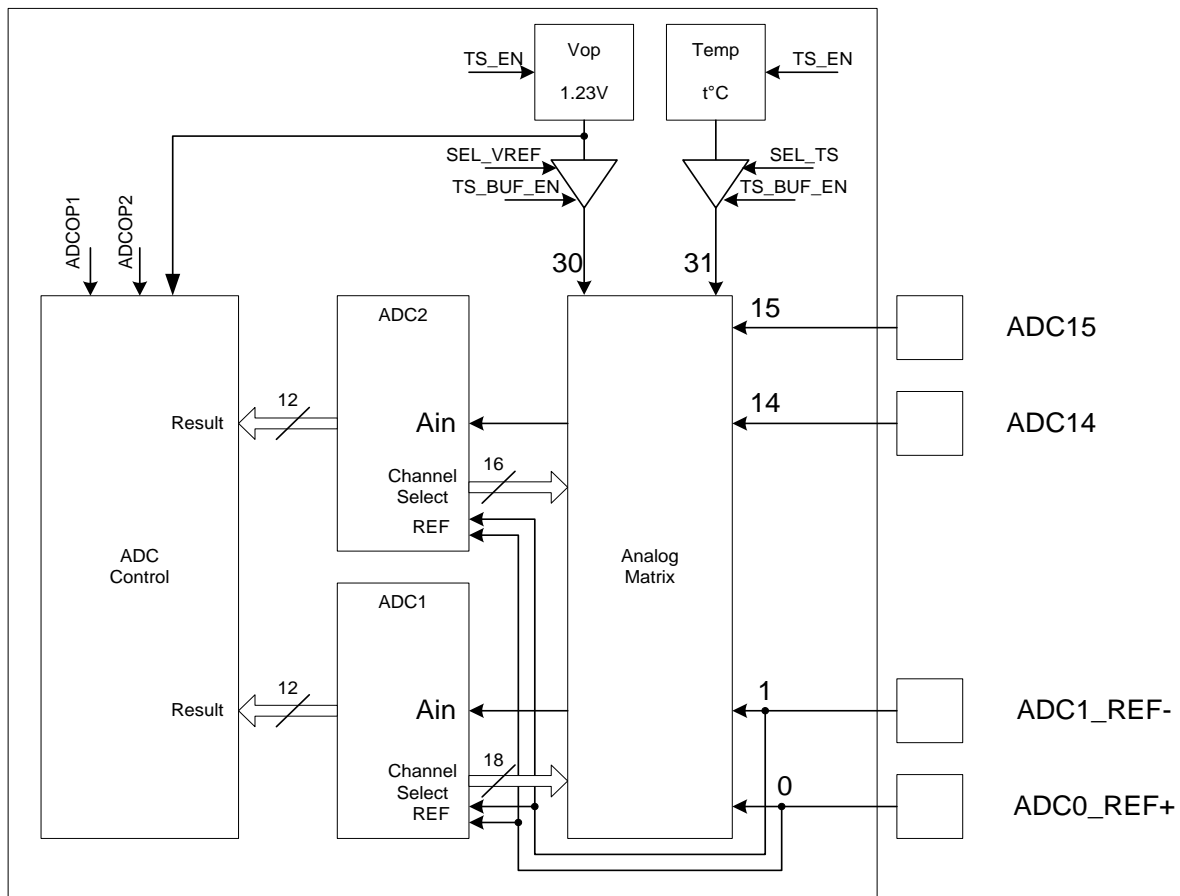 Vop
1.23V
Temp
t°C
TS_EN
TS_EN
SEL_VREF
TS_BUF_EN
SEL_TS
TS_BUF_EN
ADCOP1
ADCOP2
30
31
15
ADC15
14
ADC14
ADC2
Result
12
Ain
Channel
Select
16
REF
ADC
Control
Analog
Matrix
ADC1
Result
12
Ain
1
ADC1_REF-
Channel
Select
18
REF
0
ADC0_REF+